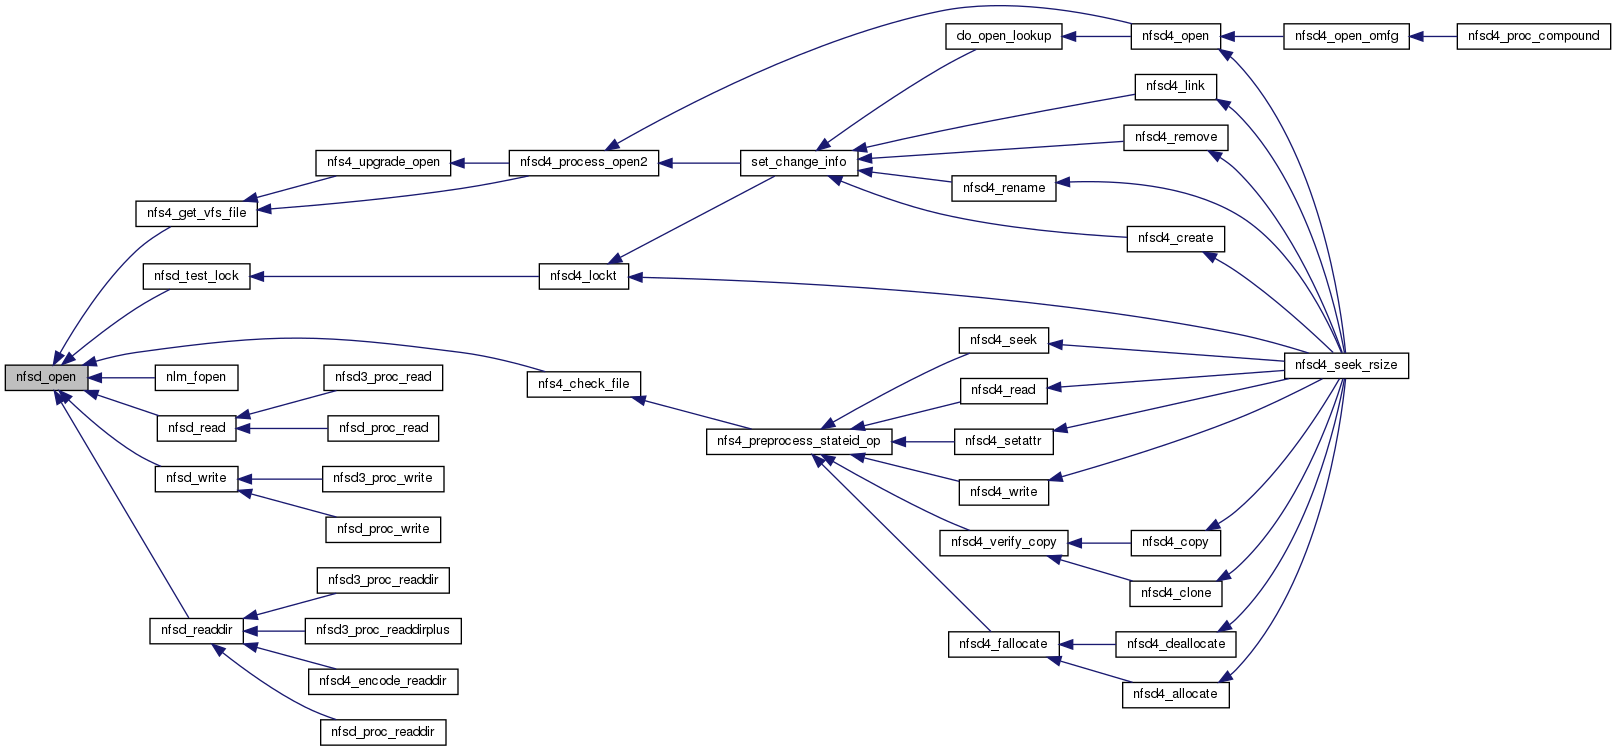 do_open_lookup
nfsd4_open
nfsd4_open_omfg
nfsd4_proc_compound
nfsd4_link
nfsd4_remove
nfs4_upgrade_open
nfsd4_process_open2
set_change_info
nfsd4_rename
nfs4_get_vfs_file
nfsd4_create
nfsd_test_lock
nfsd4_lockt
nfsd4_seek
nfsd4_seek_rsize
nfsd_open
nlm_fopen
nfsd3_proc_read
nfs4_check_file
nfsd4_read
nfsd_read
nfsd_proc_read
nfs4_preprocess_stateid_op
nfsd4_setattr
nfsd_write
nfsd3_proc_write
nfsd4_write
nfsd_proc_write
nfsd4_verify_copy
nfsd4_copy
nfsd3_proc_readdir
nfsd4_clone
nfsd_readdir
nfsd3_proc_readdirplus
nfsd4_fallocate
nfsd4_deallocate
nfsd4_encode_readdir
nfsd4_allocate
nfsd_proc_readdir